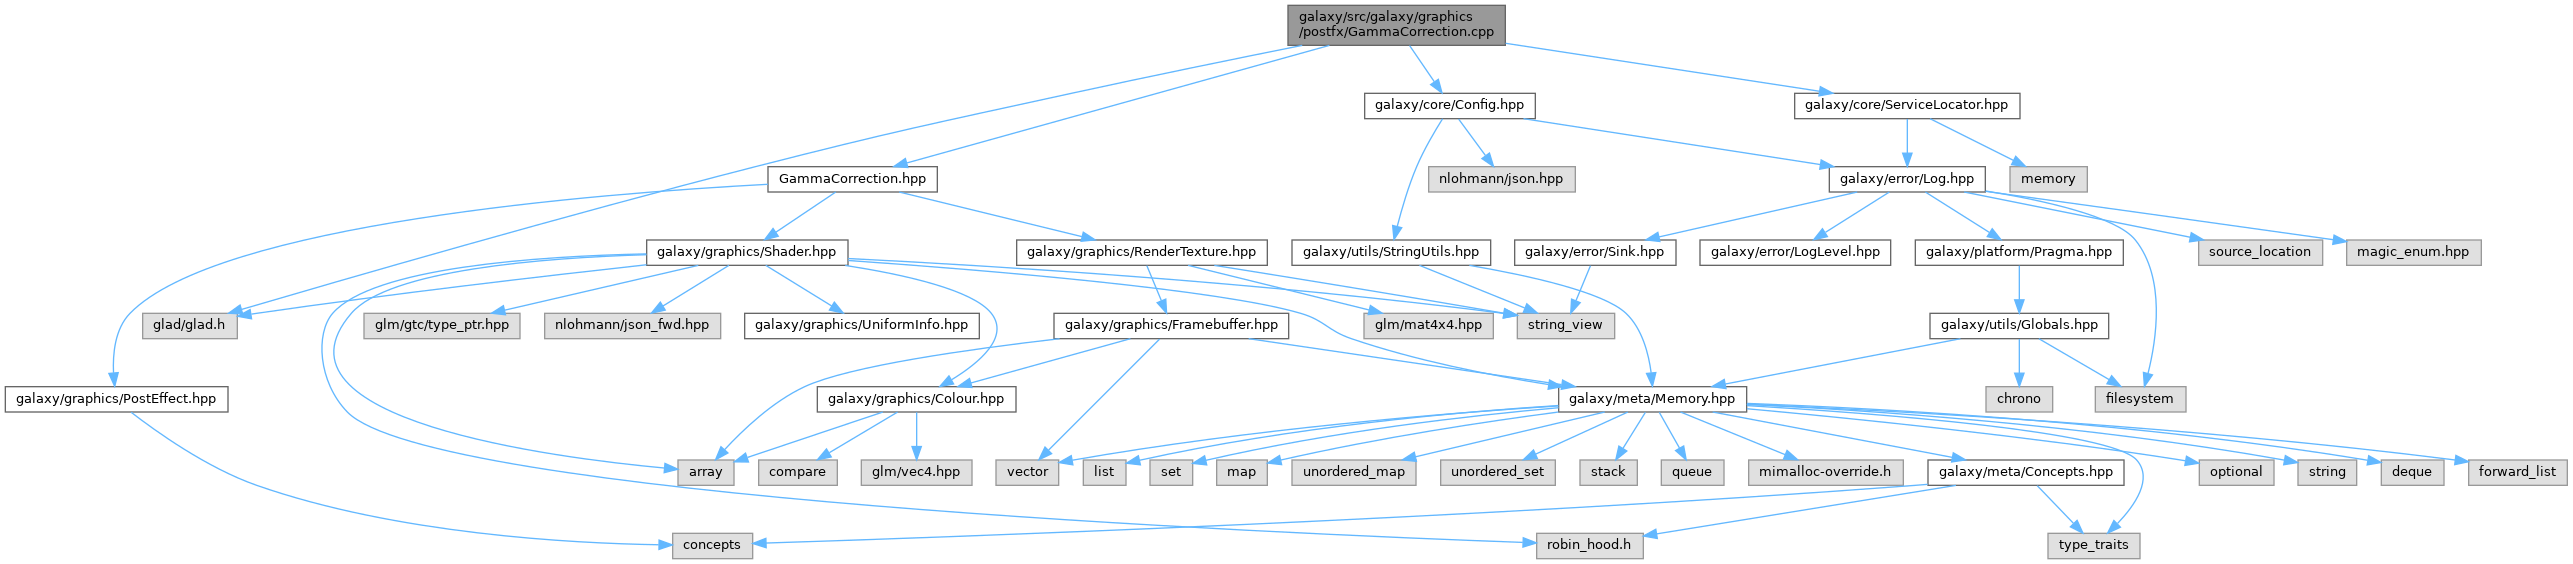 galaxy/src/galaxy/graphics
/postfx/GammaCorrection.cpp
galaxy/core/Config.hpp
galaxy/core/ServiceLocator.hpp
GammaCorrection.hpp
nlohmann/json.hpp
galaxy/error/Log.hpp
memory
galaxy/graphics/Shader.hpp
galaxy/graphics/RenderTexture.hpp
galaxy/utils/StringUtils.hpp
galaxy/error/Sink.hpp
galaxy/error/LogLevel.hpp
galaxy/platform/Pragma.hpp
source_location
magic_enum.hpp
glad/glad.h
glm/gtc/type_ptr.hpp
nlohmann/json_fwd.hpp
galaxy/graphics/UniformInfo.hpp
galaxy/graphics/Framebuffer.hpp
glm/mat4x4.hpp
string_view
galaxy/utils/Globals.hpp
galaxy/graphics/PostEffect.hpp
galaxy/graphics/Colour.hpp
galaxy/meta/Memory.hpp
chrono
filesystem
array
compare
glm/vec4.hpp
vector
list
set
map
unordered_map
unordered_set
stack
queue
mimalloc-override.h
galaxy/meta/Concepts.hpp
optional
string
deque
forward_list
concepts
robin_hood.h
type_traits